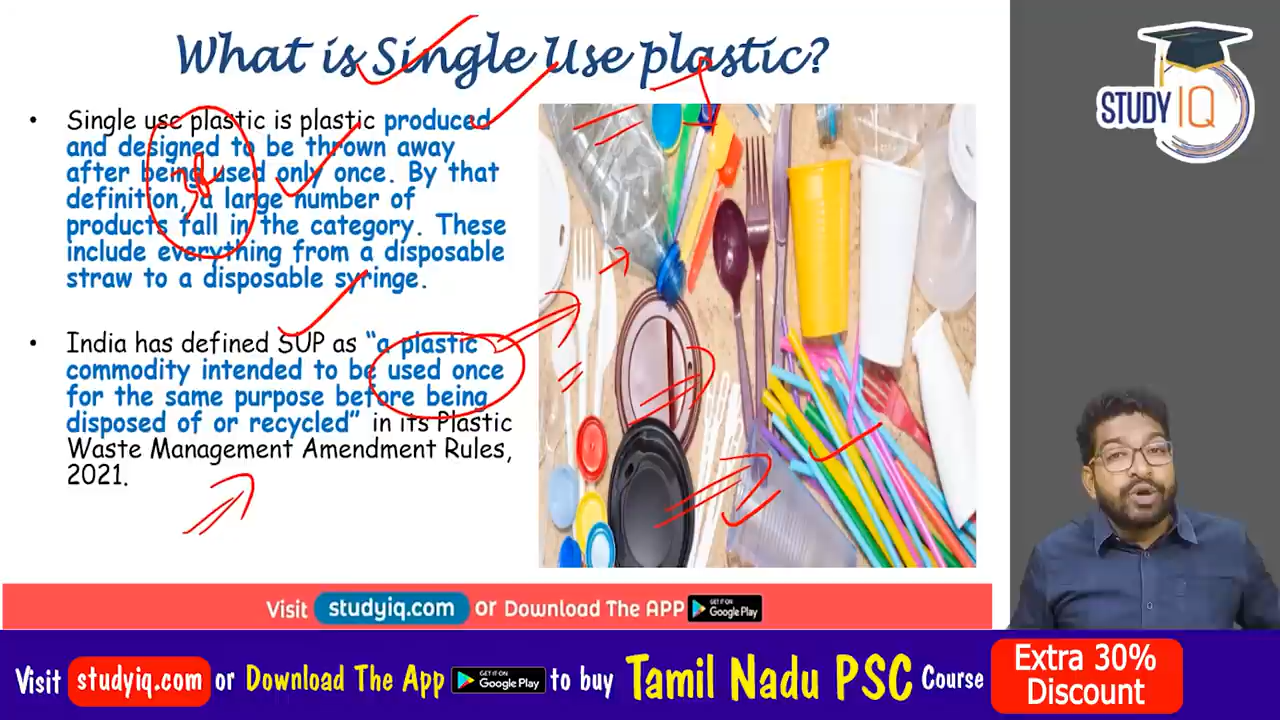 What is Single Use plastic?
STUDY IQ
• Single use plastic is plastic produced
and designed to be thrown away
after being used only once. By that
definition, a large number of
products fall in the category. These
include everything from a disposable
straw to a disposable syringe.
• India has defined SUP as “a plastic
commodity intended to be used once
for the same purpose before being
disposed of or recycled” in its Plastic
Waste Management Amendment Rules,
2021.
Visit studyiq.com or Download The APP GET IT ON Google Play
Visit studyiq.com or Download The App GET IT ON Google Play to buy Tamil Nadu PSC Course
Extra 30%
Discount